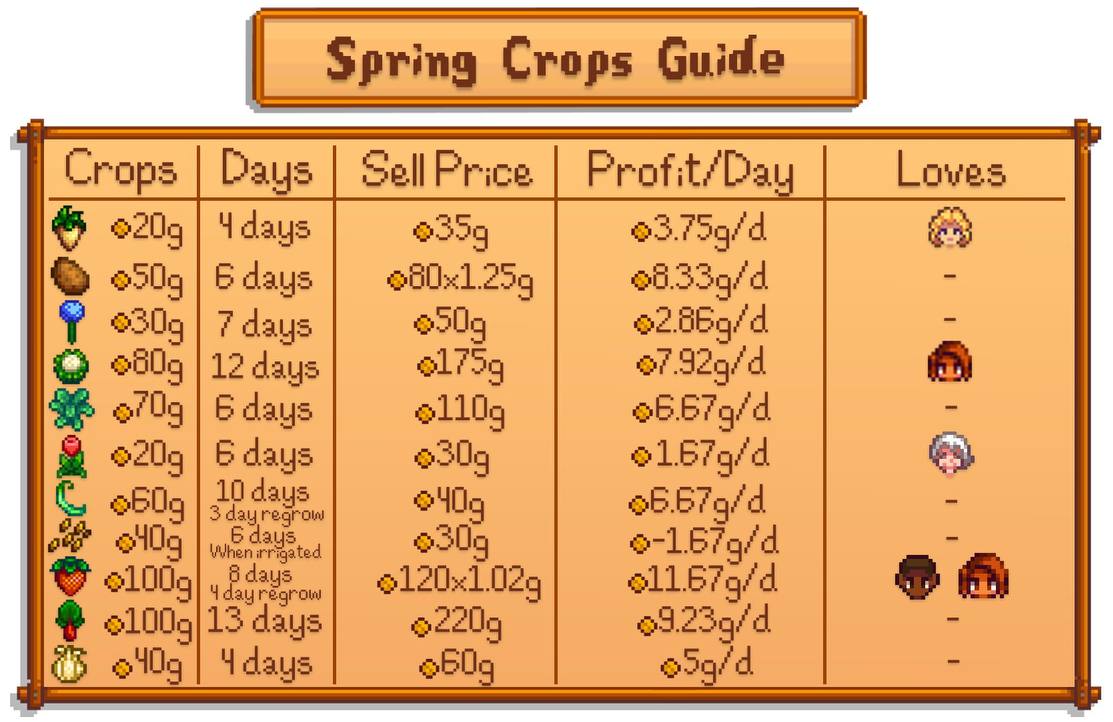 Spring Crops Guide
Crops Days Sell Price Profit/Day Loves
20g 4 days 35g 3.75g/d
50g 6 days 80x1.25g 8.33g/d -
30g 7 days 50g 2.86g/d -
80g 12 days 175g 7.92g/d
70g 6 days 110g 6.67g/d -
20g 6 days 30g 1.67g/d
60g 10 days 40g 6.67g/d -
3 day regrow
40g 6 days 30g -1.67g/d -
When irrigated
100g 8 days 120x1.02g 11.67g/d
4 day regrow
100g 13 days 220g 9.23g/d -
40g 4 days 60g 5g/d -